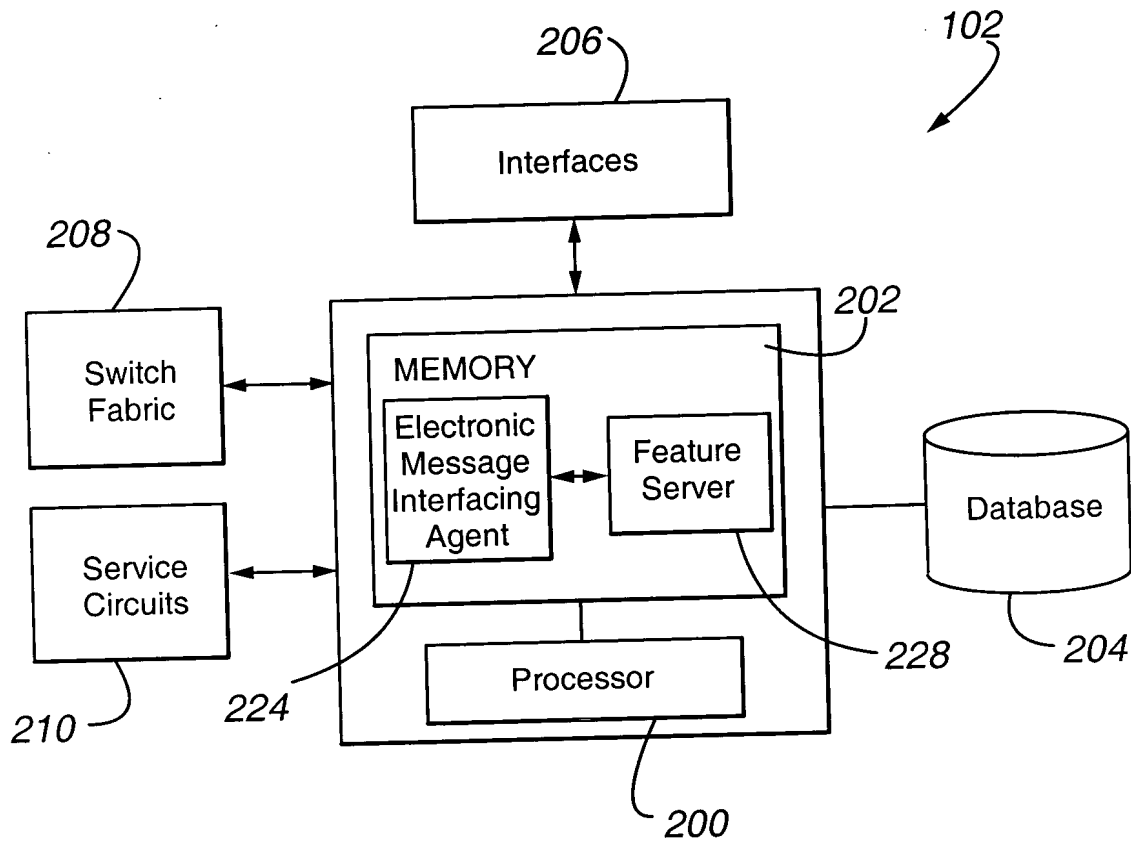 102
206
Interfaces
208
Switch
Fabric
202
MEMORY
Electronic
Message
Interfacing
Agent
Feature
Server
Database
Service
Circuits
Processor
210
224
228
204
200